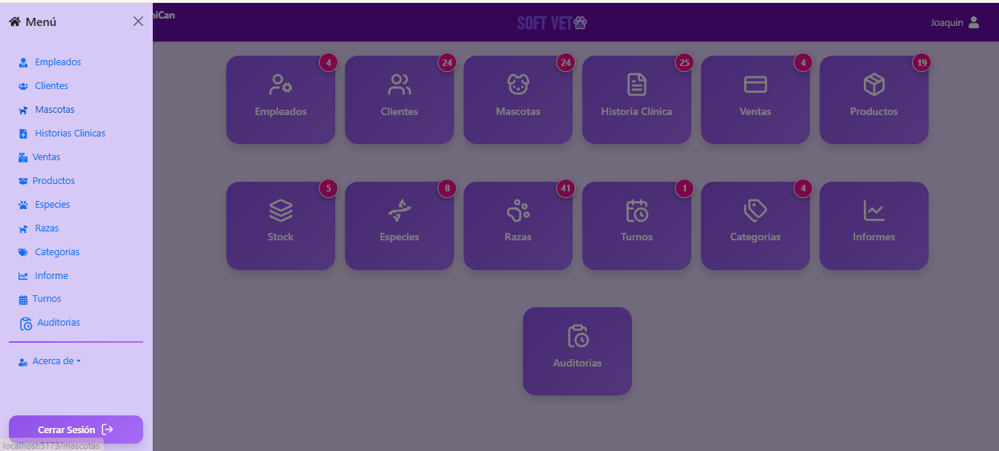 Menú
Empleados
Clientes
Mascotas
Historias Clinicas
Ventas
Productos
Especies
Razas
Categorias
Informe
Turnos
Auditorias
Acerca de
Cerrar Sesión
localhost:5173/mascotas
niCan
SOFT VET
Joaquin
4
Empleados
24
Clientes
24
Mascotas
25
Historia Clínica
4
Ventas
19
Productos
5
Stock
8
Especies
41
Razas
1
Turnos
4
Categorias
Informes
Auditorias